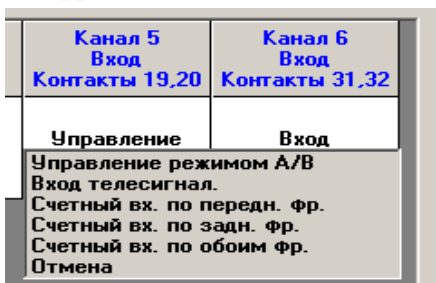 Канал 5 Канал 6
Вход Вход
Контакты 19,20 Контакты 31,32
Управление Вход
Управление режимом А/В
Вход телесигнал.
Счетный вх. по передн. фр.
Счетный вх. по задн. фр.
Счетный вх. по обоим фр.
Отмена